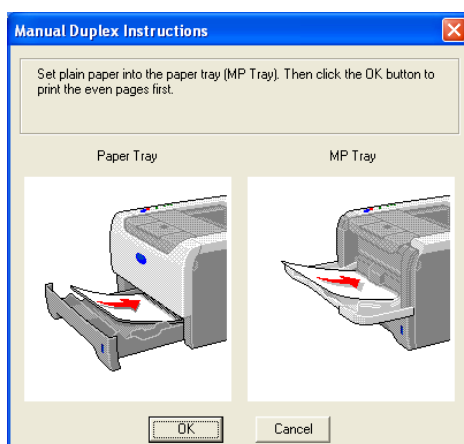 Manual Duplex Instructions
Set plain paper into the paper tray (MP Tray). Then click the OK button to
print the even pages first.
Paper Tray
MP Tray
OK
Cancel